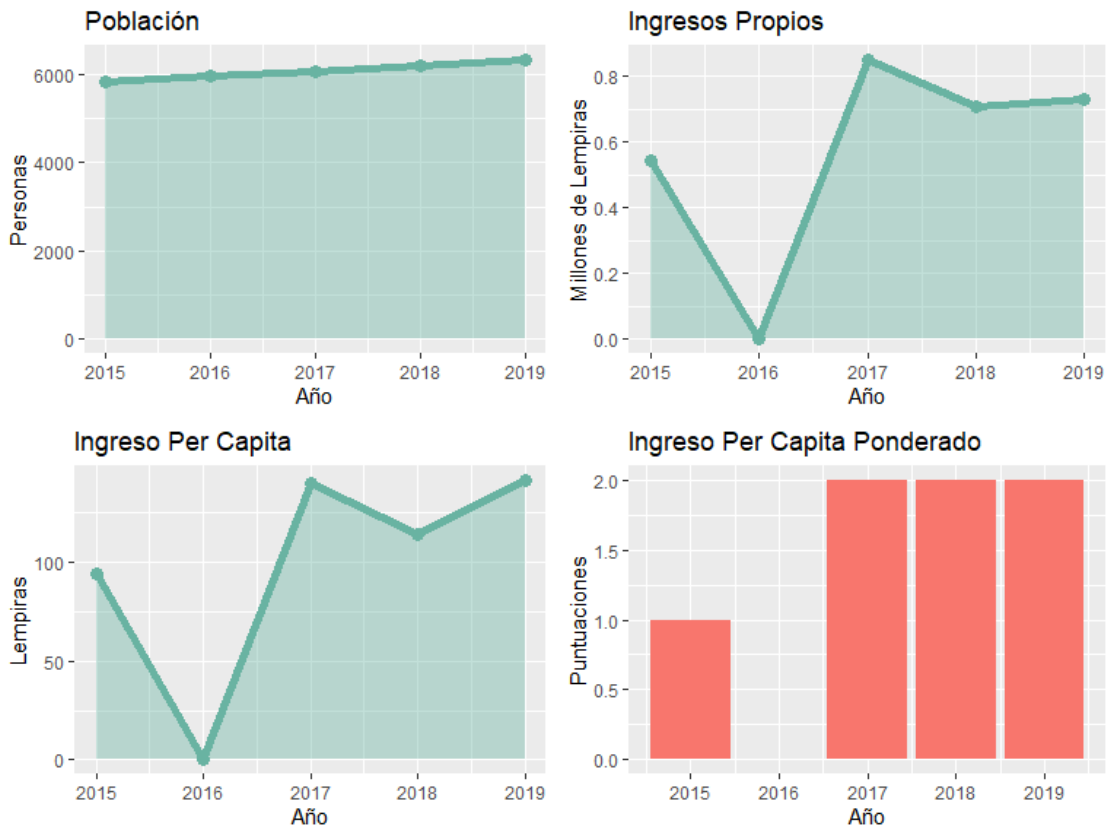 Población
Personas
6000
4000
2000
0
2015 2016 2017 2018 2019
Año
Ingresos Propios
Millones de Lempiras
0.8
0.6
0.4
0.2
0.0
2015 2016 2017 2018 2019
Año
Ingreso Per Capita
Lempiras
100
50
0
2015 2016 2017 2018 2019
Año
Ingreso Per Capita Ponderado
Puntuaciones
2.0
1.5
1.0
0.5
0.0
2015 2016 2017 2018 2019
Año